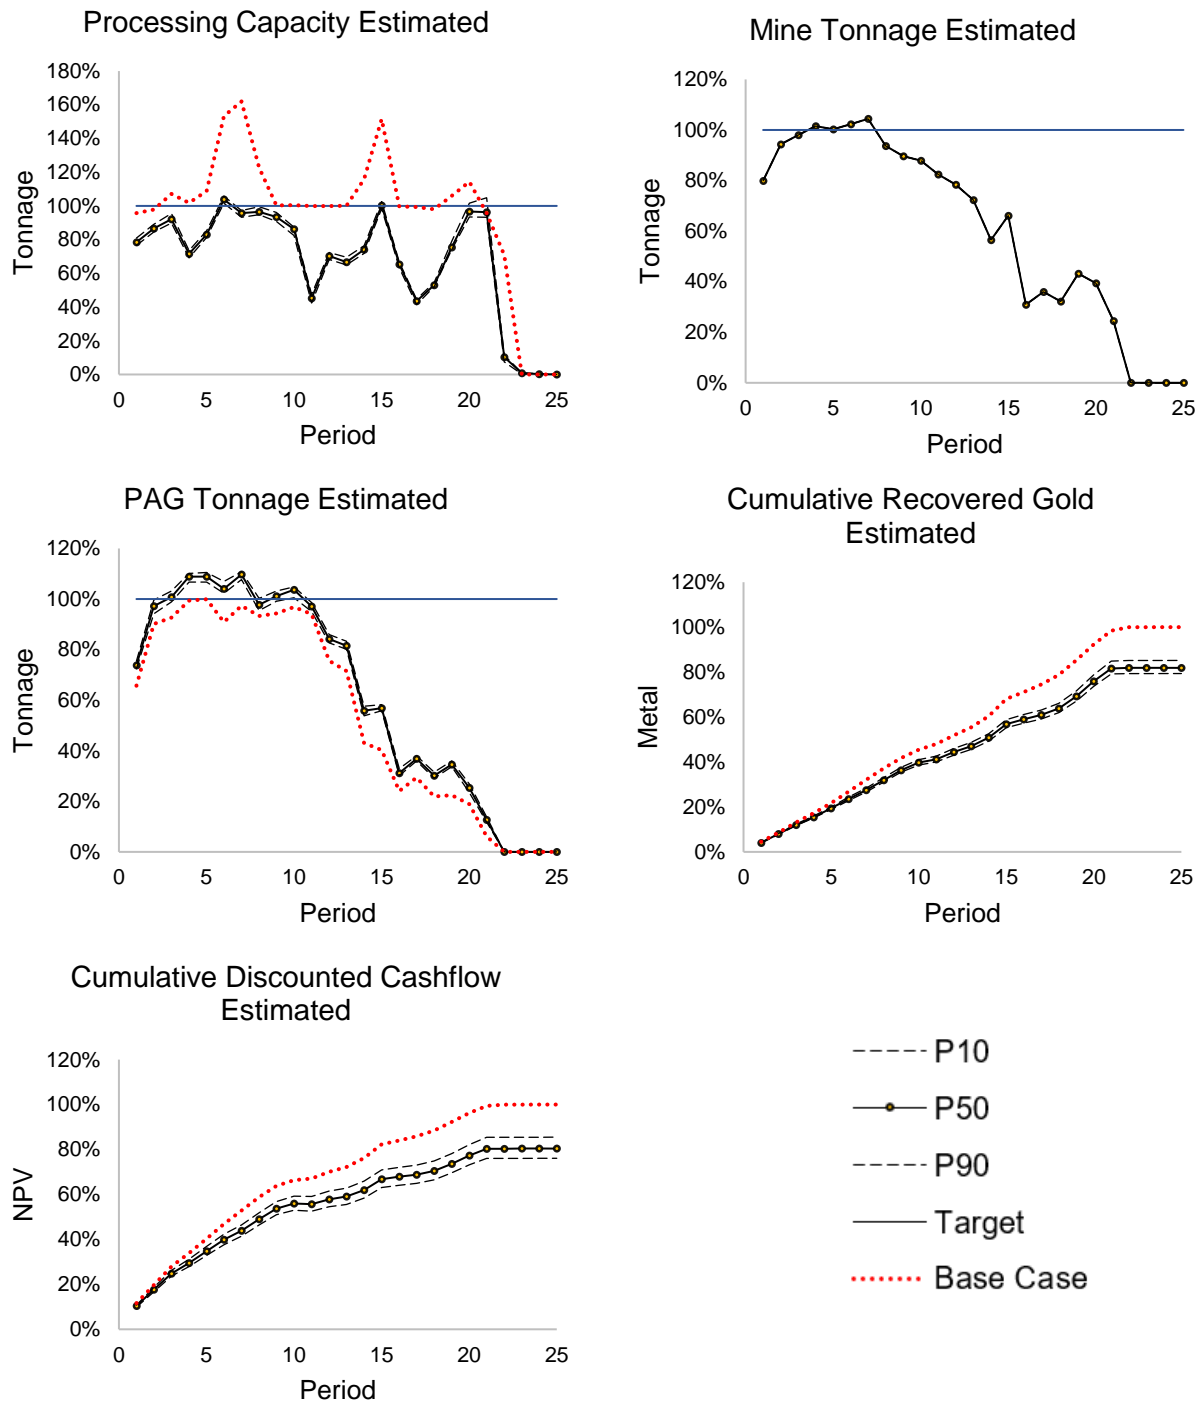 Processing Capacity Estimated
180%
160%
140%
120%
100%
80%
60%
40%
20%
0%
Tonnage
0 5 10 15 20 25
Period
Mine Tonnage Estimated
120%
100%
80%
60%
40%
20%
0%
Tonnage
0 5 10 15 20 25
Period
PAG Tonnage Estimated
120%
100%
80%
60%
40%
20%
0%
Tonnage
0 5 10 15 20 25
Period
Cumulative Recovered Gold
Estimated
120%
100%
80%
60%
40%
20%
0%
Metal
0 5 10 15 20 25
Period
Cumulative Discounted Cashflow
Estimated
120%
100%
80%
60%
40%
20%
0%
NPV
0 5 10 15 20 25
Period
P10
P50
P90
Target
Base Case